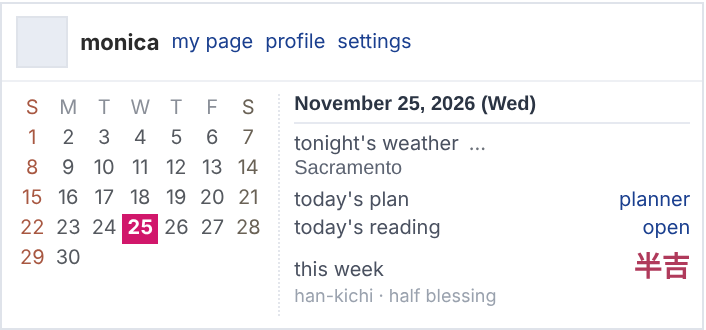 monica my page profile settings
S M T W T F S
1 2 3 4 5 6 7
8 9 10 11 12 13 14
15 16 17 18 19 20 21
22 23 24 25 26 27 28
29 30
November 25, 2026 (Wed)
tonight's weather ...
Sacramento
today's plan planner
today's reading open
this week 半吉
han-kichi · half blessing